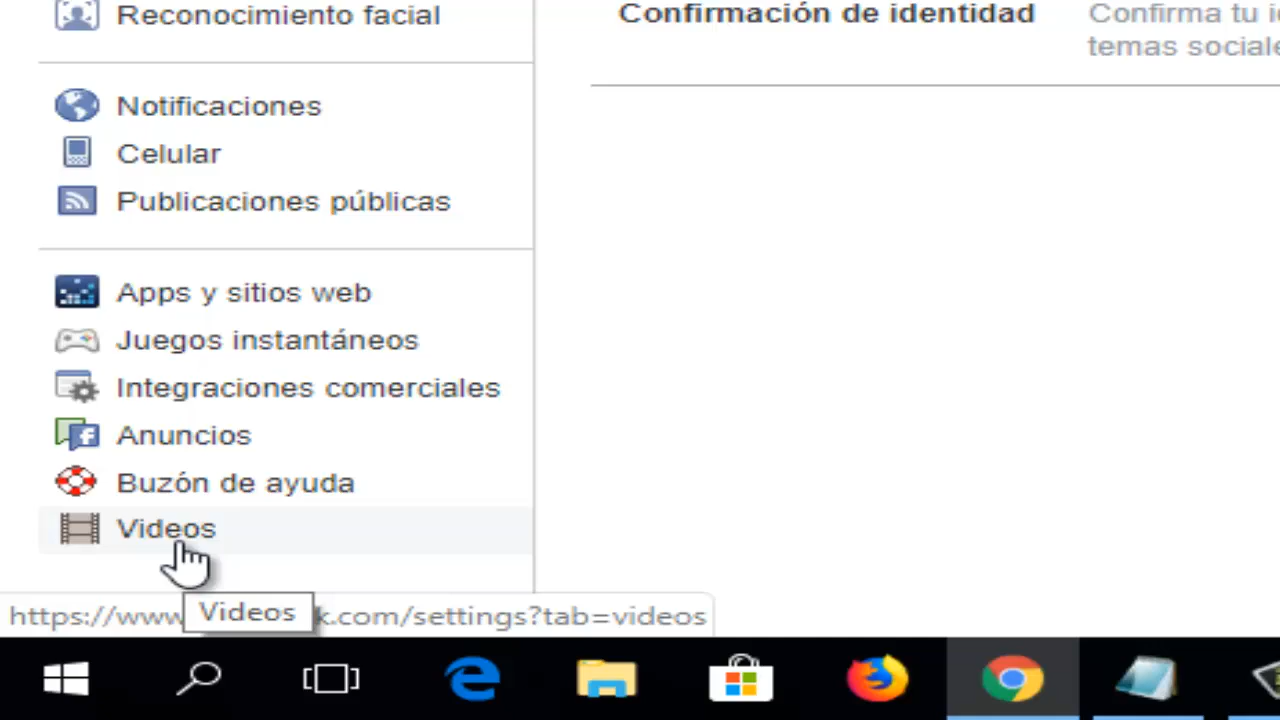 Reconocimiento facial
Notificaciones
Celular
Publicaciones públicas
Apps y sitios web
Juegos instantáneos
Integraciones comerciales
Anuncios
Buzón de ayuda
Videos
Confirmación de identidad
Confirma tu
temas
https://www
Videos
k.com/settings?tab=videos